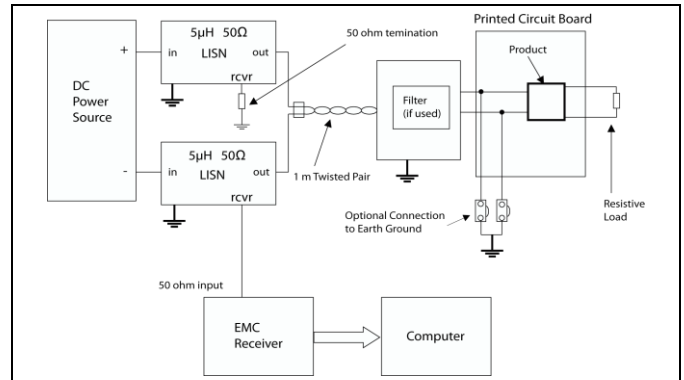 Printed Circuit Board
5µH 50Ω
LISN
in
out
rcvr
50 ohm temination
Product
+
DC
Power
Source
-
Filter
(if used)
5µH 50Ω
LISN
in
out
rcvr
1 m Twisted Pair
Optional Connection
to Earth Ground
Resistive
Load
50 ohm input
EMC
Receiver
Computer